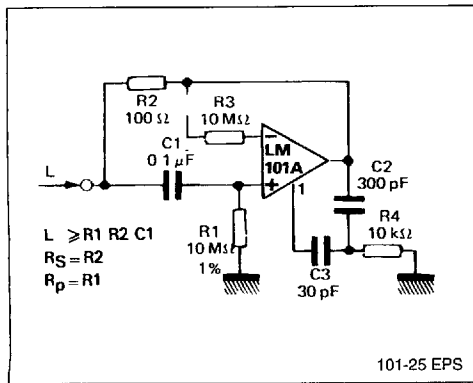 R2
100 Ω
R3
10 MΩ
C1
0 1 µF
LM
101A
L
C2
300 pF
1
L ⩾ R1 R2 C1
RS = R2
Rp = R1
R1
10 MΩ
1%
R4
10 kΩ
C3
30 pF
101-25 EPS